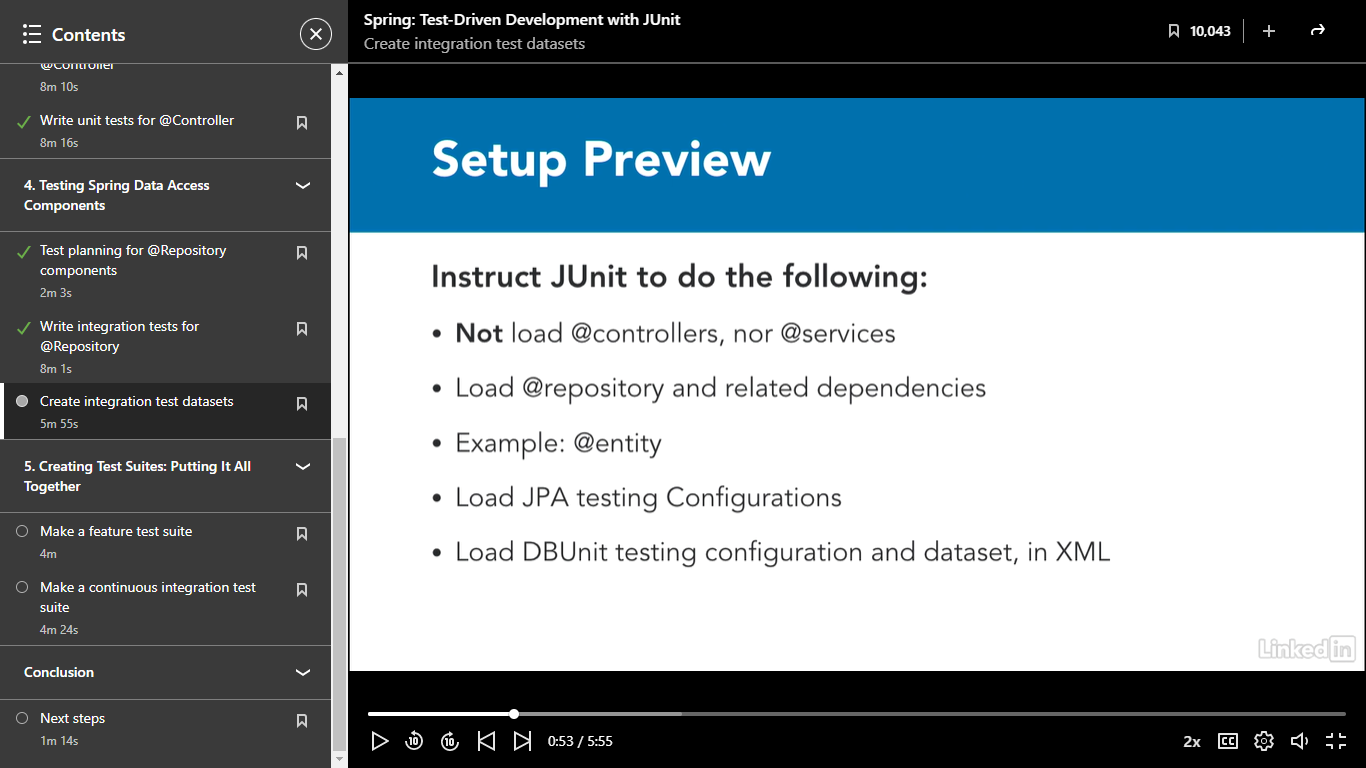 Contents
@Controller
8m 10s
Write unit tests for @Controller
8m 16s
4. Testing Spring Data Access
Components
Test planning for @Repository
components
2m 3s
Write integration tests for
@Repository
8m 1s
Create integration test datasets
5m 55s
5. Creating Test Suites: Putting It All
Together
Make a feature test suite
4m
Make a continuous integration test
suite
4m 24s
Conclusion
Next steps
1m 14s
Spring: Test-Driven Development with JUnit
Create integration test datasets
10,043
Setup Preview
Instruct JUnit to do the following:
• Not load @controllers, nor @services
• Load @repository and related dependencies
• Example: @entity
• Load JPA testing Configurations
• Load DBUnit testing configuration and dataset, in XML
Linked in
10
10
0:53 / 5:55
2x
CC